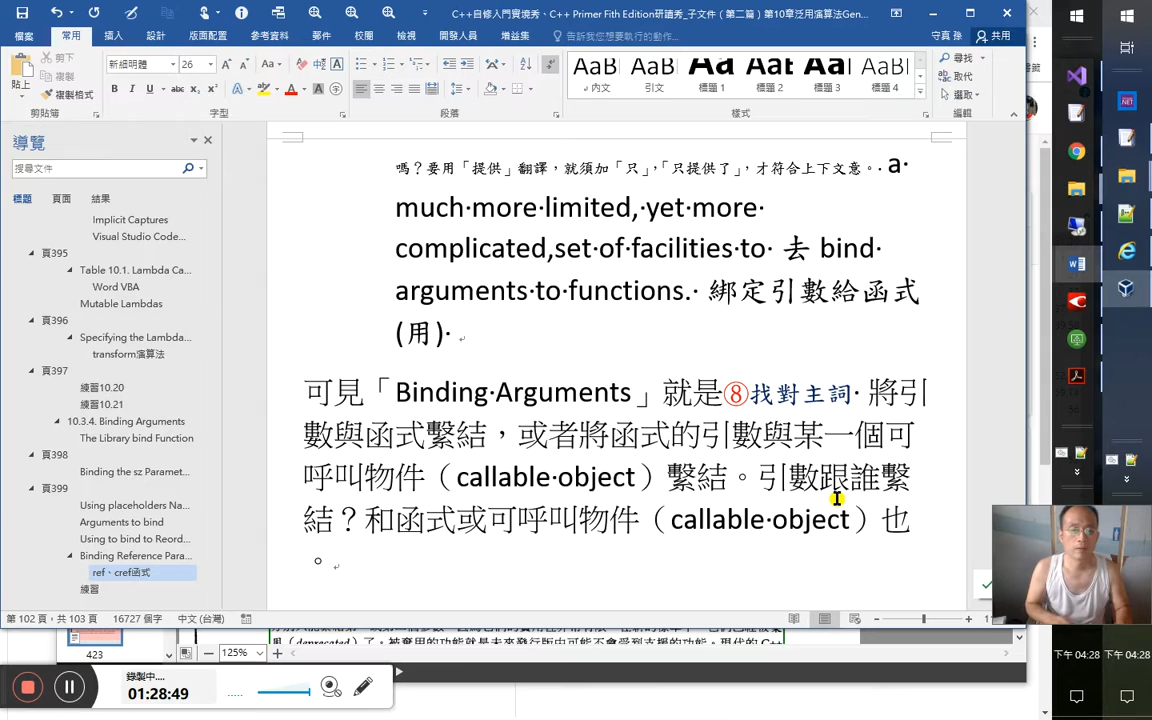 C++自修入門實境秀、C++ Primer Fith Edition研讀秀_子文件（第二篇）第10章泛用演算法Gen...
檔案 常用 插入 設計 版面配置 參考資料 郵件 校閱 檢視 開發人員 增益集 告訴我您想要執行的動作... 守真 孫 共用
貼上 剪下 複製 複製格式
新細明體 26
AaB 內文 AaB 引文 Aa 標題 1 AaB 標題 2 AaB 標題 3 AaB( 標題 4
尋找 取代 選取
剪貼簿 字型 段落 樣式 編輯
導覽
搜尋文件
標題 頁面 結果
Implicit Captures
Visual Studio Code...
頁395
Table 10.1. Lambda Ca...
Word VBA
Mutable Lambdas
頁396
Specifying the Lambda...
transform演算法
頁397
練習10.20
練習10.21
10.3.4. Binding Arguments
The Library bind Function
頁398
Binding the sz Paramet...
頁399
Using placeholders Nam...
Arguments to bind
Using to bind to Reord...
Binding Reference Para...
ref、cref函式
練習
嗎？要用「提供」翻譯，就須加「只」，「只提供了」，才符合上下文意。. a·
much·more·limited,·yet·more·
complicated,set·of·facilities·to· 去 bind·
arguments·to·functions.· 綁定引數給函式
(用)·
可見「Binding·Arguments」就是⑧找對主詞· 將引
數與函式繫結，或者將函式的引數與某一個可
呼叫物件（callable·object）繫結。引數跟誰繫
結？和函式或可呼叫物件（callable·object）也
。
第 102 頁，共 103 頁 16727 個字 中文 (台灣)
423
125%
錄製中...
01:28:49
下午 04:28 下午 04:28